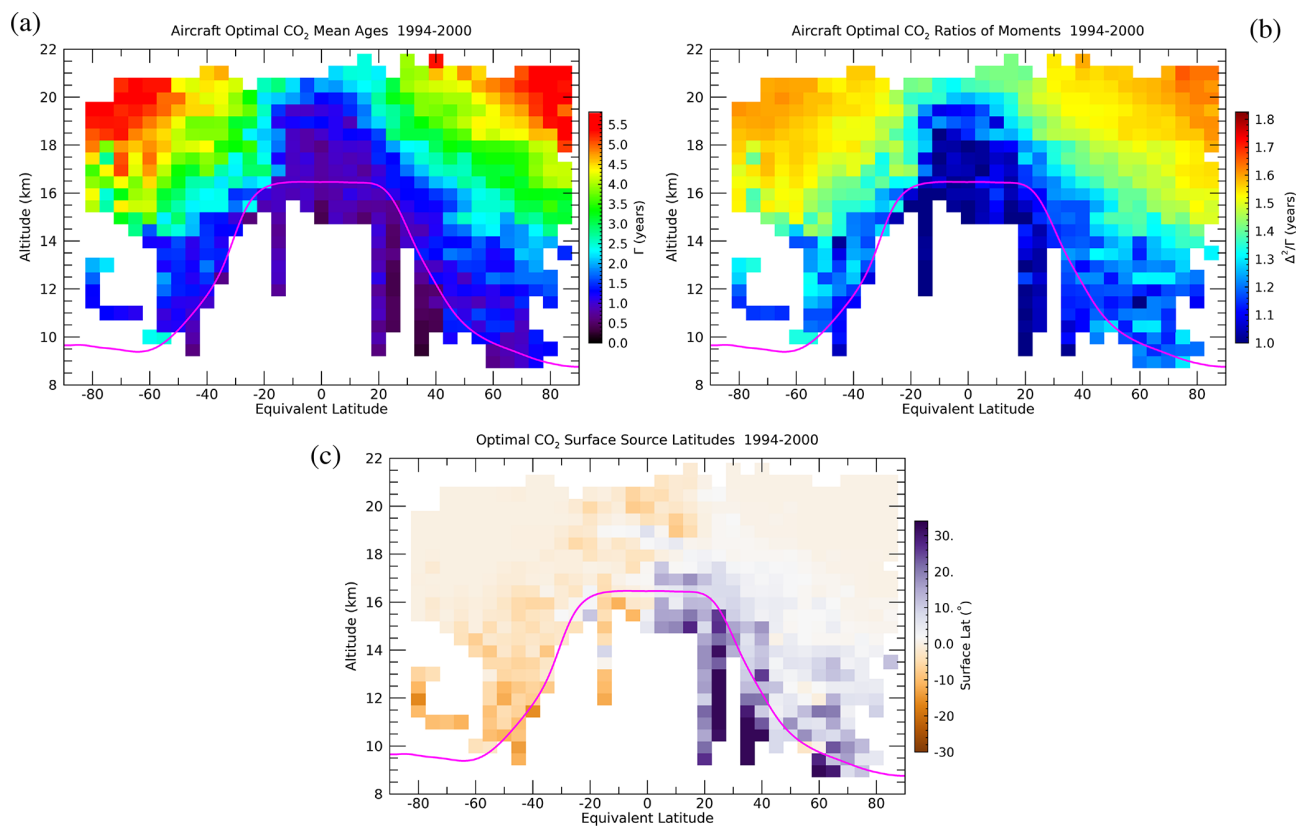 (a)
Aircraft Optimal CO2 Mean Ages 1994-2000
22
20
18
16
14
12
10
8
Altitude (km)
-80 -60 -40 -20 0 20 40 60 80
Equivalent Latitude
5.5
5.0
4.5
4.0
3.5
3.0
2.5
2.0
1.5
1.0
0.5
0.0
Γ (years)
(b)
Aircraft Optimal CO2 Ratios of Moments 1994-2000
22
20
18
16
14
12
10
8
Altitude (km)
-80 -60 -40 -20 0 20 40 60 80
Equivalent Latitude
1.8
1.7
1.6
1.5
1.4
1.3
1.2
1.1
1.0
Δ²/Γ (years)
(c)
Optimal CO2 Surface Source Latitudes 1994-2000
22
20
18
16
14
12
10
8
Altitude (km)
-80 -60 -40 -20 0 20 40 60 80
Equivalent Latitude
30.
20.
10.
0.0
-0.00
-10.
-20.
-30.
Surface Lat (°)